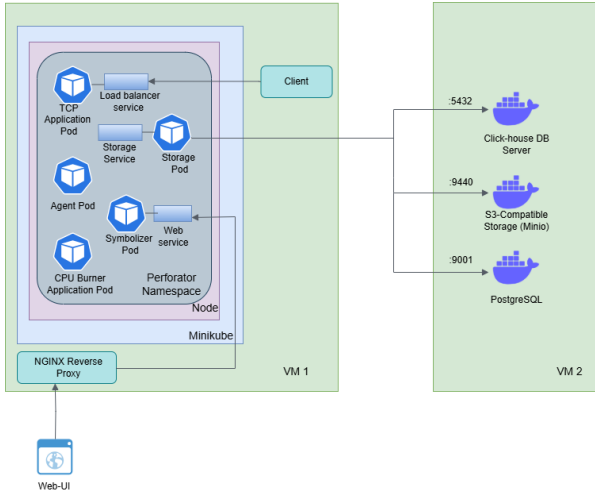 TCP
Application
Pod
Load balancer
service
Client
Storage
Service
Storage
Pod
Agent Pod
Symbolizer
Pod
Web
service
CPU Burner
Application Pod
Perforator
Namespace
Node
Minikube
NGINX Reverse
Proxy
VM 1
Web-UI
:5432
Click-house DB
Server
:9440
S3-Compatible
Storage (Minio)
:9001
PostgreSQL
VM 2